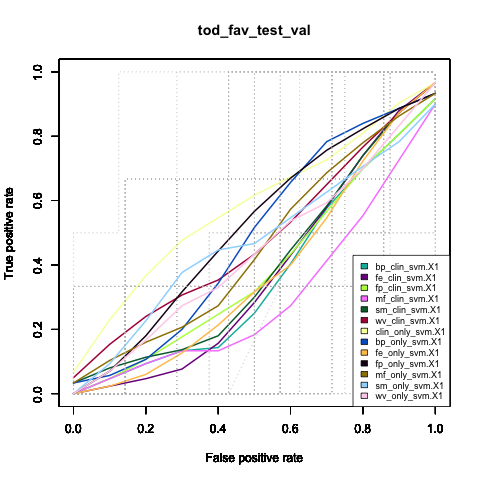 tod_fav_test_val
True positive rate
1.0
0.8
0.6
0.4
0.2
0.0
bp_clin_svm.X1
fe_clin_svm.X1
fp_clin_svm.X1
mf_clin_svm.X1
sm_clin_svm.X1
wv_clin_svm.X1
clin_only_svm.X1
bp_only_svm.X1
fe_only_svm.X1
fp_only_svm.X1
mf_only_svm.X1
sm_only_svm.X1
wv_only_svm.X1
0.0 0.2 0.4 0.6 0.8 1.0
False positive rate